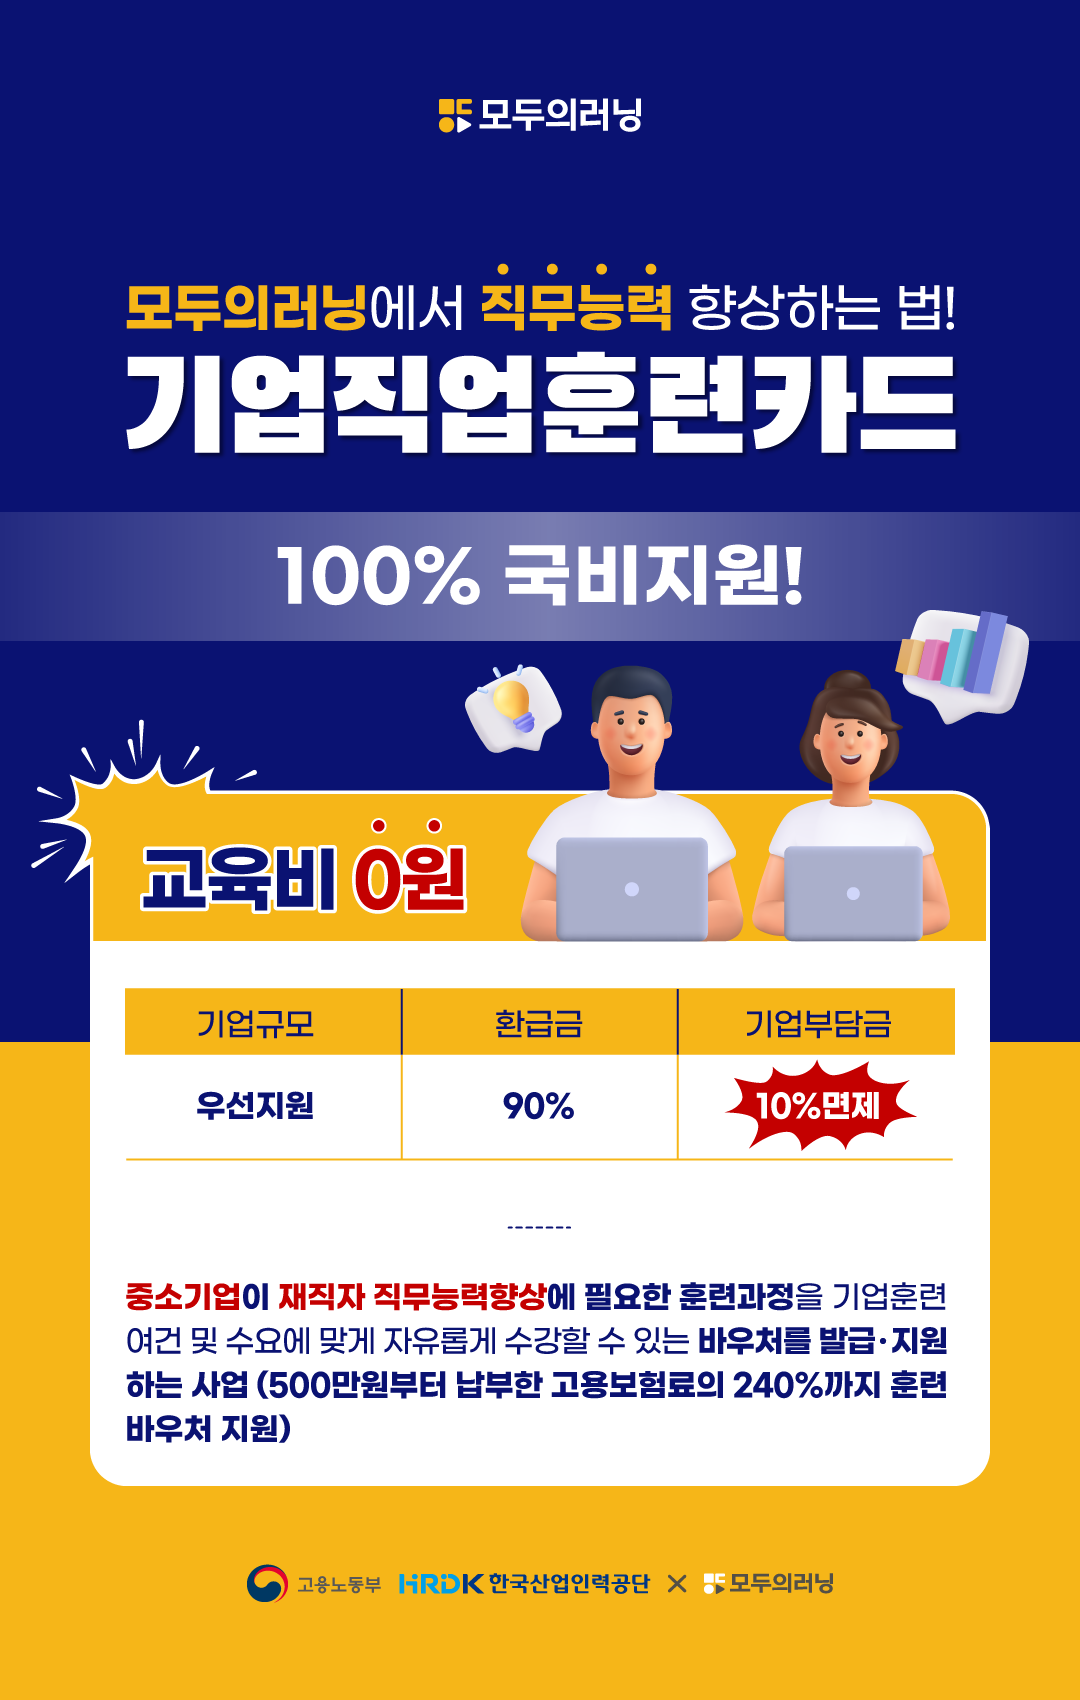 모두의러닝
모두의러닝에서 직무능력 향상하는 법!
기업직업훈련카드
100% 국비지원!
교육비 0원
기업규모 환급금 기업부담금
우선지원 90% 10%면제
중소기업이 재직자 직무능력향상에 필요한 훈련과정을 기업훈련
여건 및 수요에 맞게 자유롭게 수강할 수 있는 바우처를 발급·지원
하는 사업 (500만원부터 납부한 고용보험료의 240%까지 훈련
바우처 지원)
고용노동부 HRDK 한국산업인력공단 × 모두의러닝